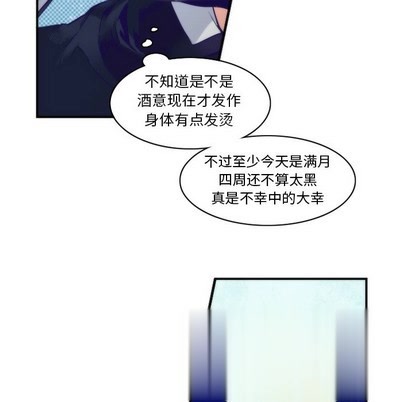 不知道是不是
酒意现在才发作
身体有点发烫
不过至少今天是满月
四周还不算太黑
真是不幸中的大幸